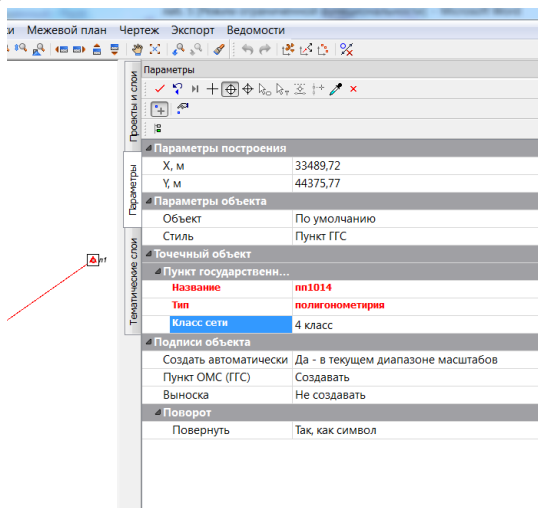 Межевой план Чертеж Экспорт Ведомости
Параметры
Проекты и слои
Параметры
Тематические слои
Параметры построения
X, м 33489,72
Y, м 44375,77
Параметры объекта
Объект По умолчанию
Стиль Пункт ГГС
Точечный объект
Пункт государственн...
Название пп1014
Тип полигонометирия
Класс сети 4 класс
Подписи объекта
Создать автоматически Да - в текущем диапазоне масштабов
Пункт ОМС (ГГС) Создавать
Выноска Не создавать
Поворот
Повернуть Так, как символ
п1